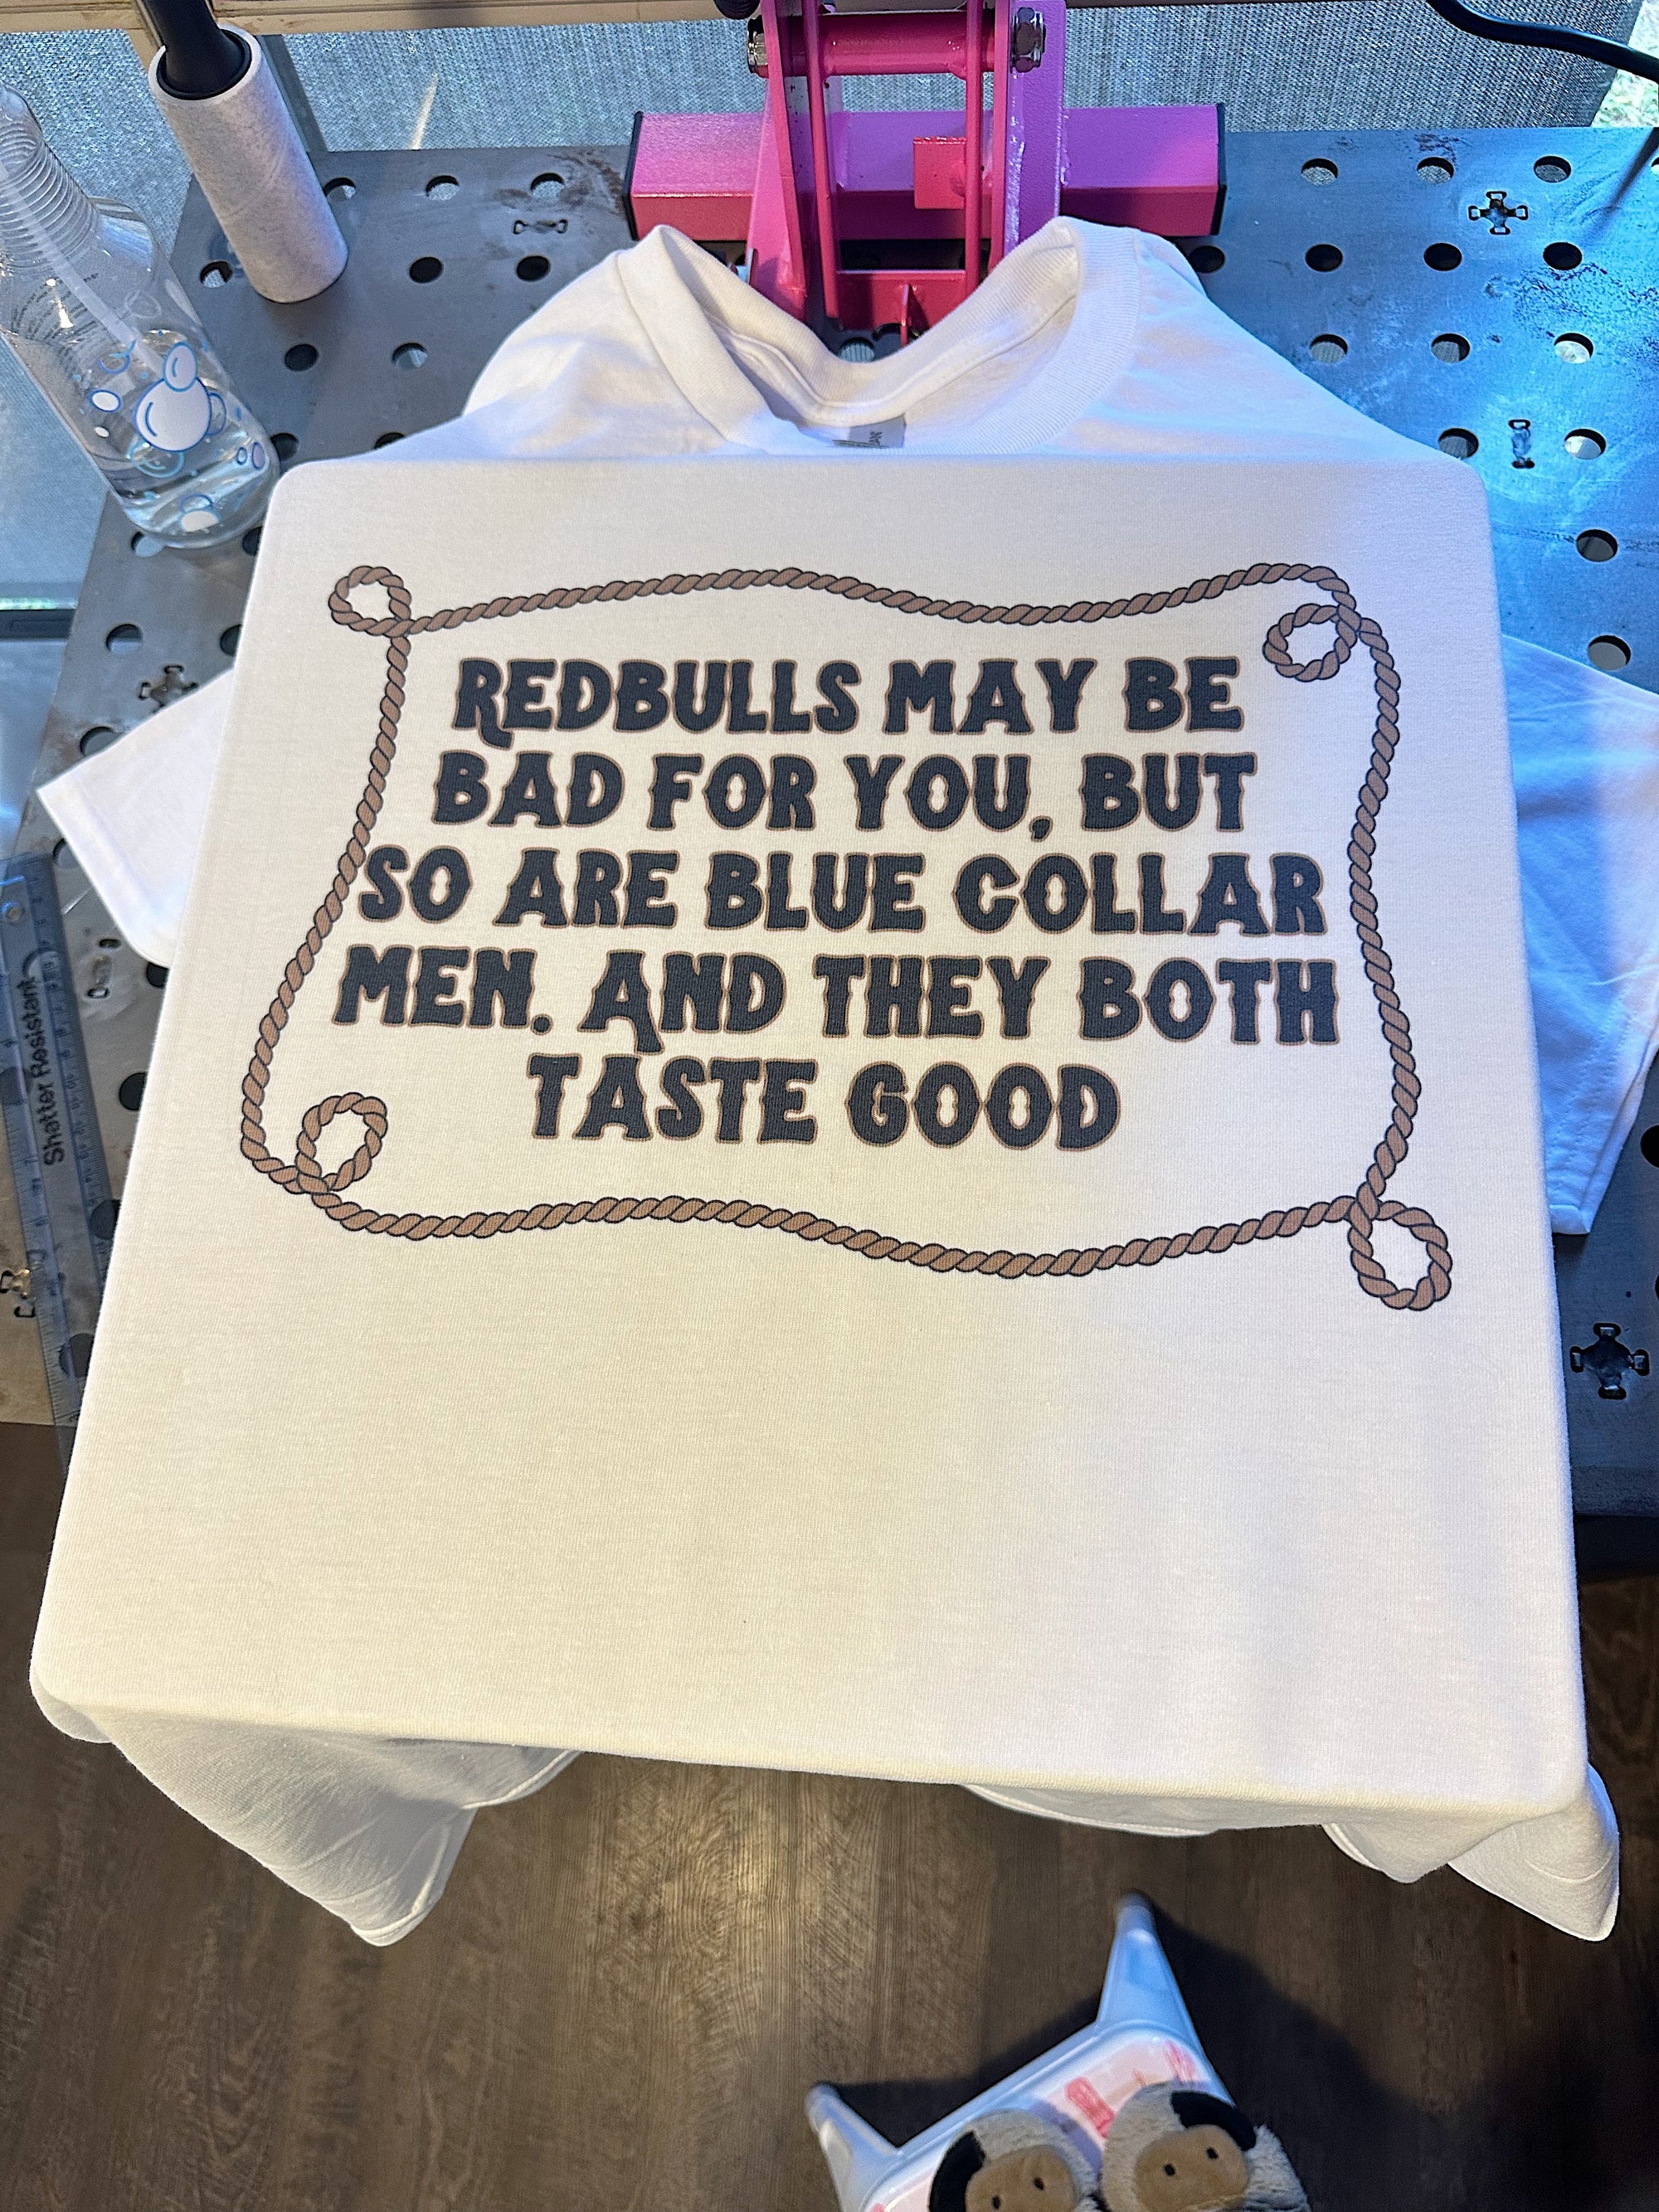 REDBULLS MAY BE
BAD FOR YOU, BUT
SO ARE BLUE COLLAR
MEN. AND THEY BOTH
TASTE GOOD
Shatter Resistant